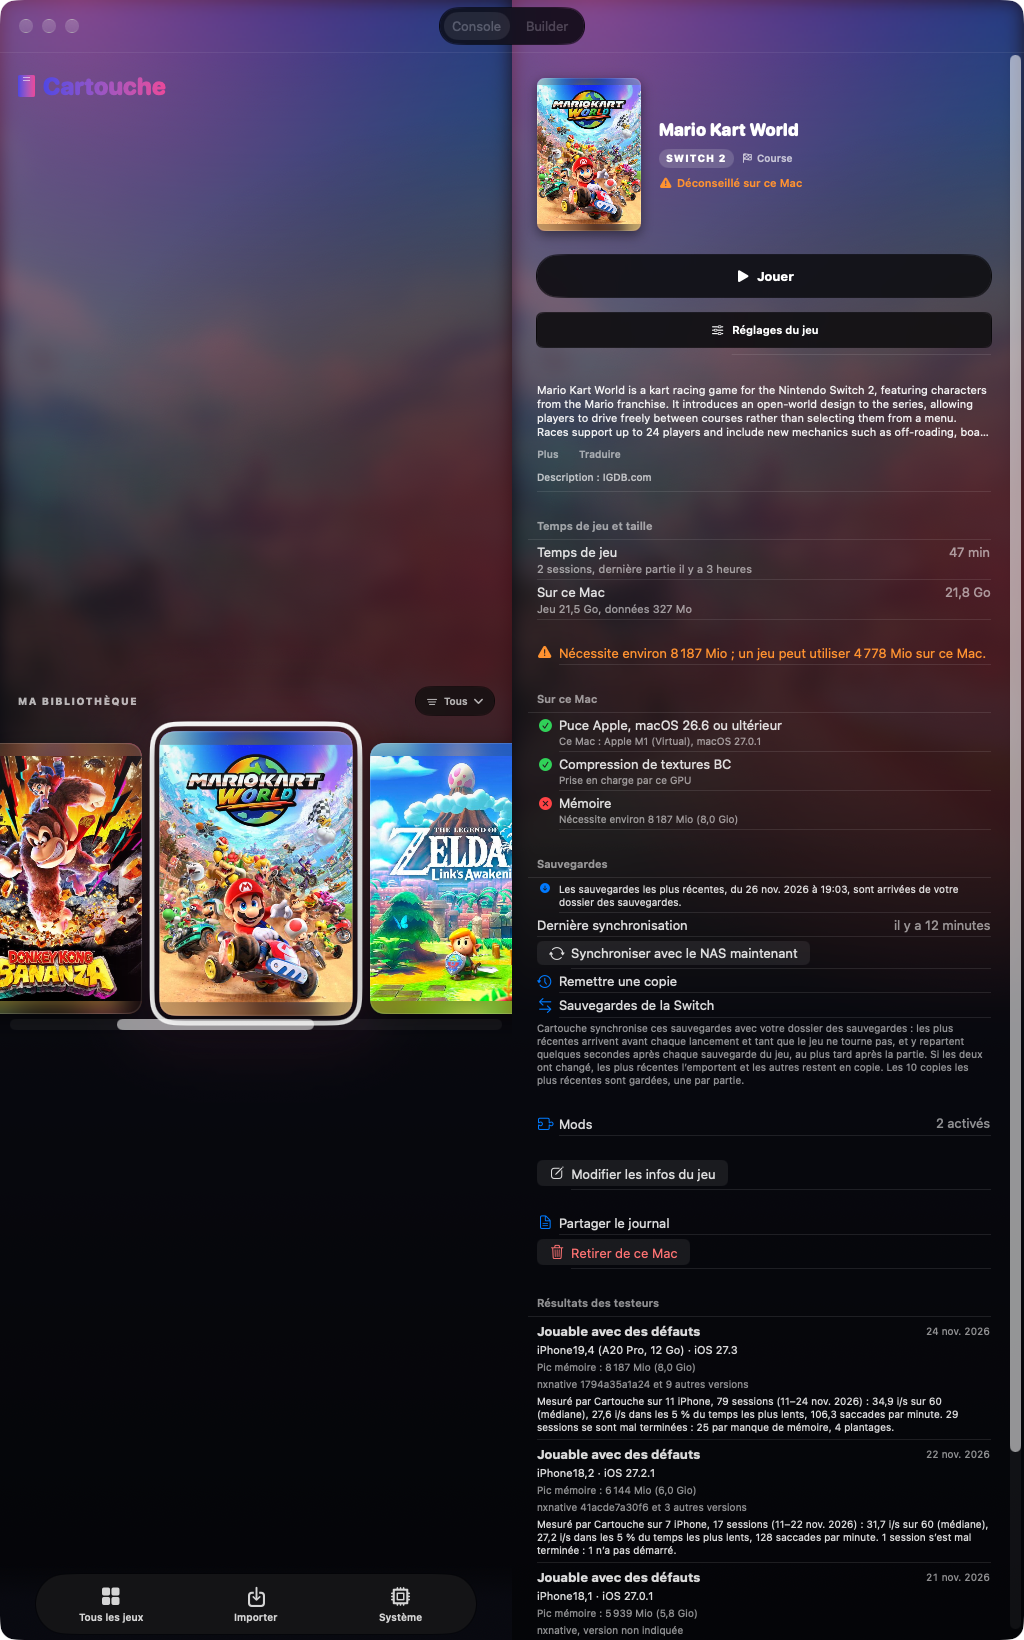 Console
Builder
Cartouche
MARIOKART
WORLD
Mario Kart World
SWITCH 2
Course
Déconseillé sur ce Mac
Jouer
Réglages du jeu
Mario Kart World is a kart racing game for the Nintendo Switch 2, featuring characters
from the Mario franchise. It introduces an open-world design to the series, allowing
players to drive freely between courses rather than selecting them from a menu.
Races support up to 24 players and include new mechanics such as off-roading, boa...
Plus
Traduire
Description : IGDB.com
Temps de jeu et taille
Temps de jeu
47 min
2 sessions, dernière partie il y a 3 heures
Sur ce Mac
21,8 Go
Jeu 21,5 Go, données 327 Mo
Nécessite environ 8 187 Mio ; un jeu peut utiliser 4 778 Mio sur ce Mac.
Sur ce Mac
Puce Apple, macOS 26.6 ou ultérieur
Ce Mac : Apple M1 (Virtual), macOS 27.0.1
Compression de textures BC
Prise en charge par ce GPU
Mémoire
Nécessite environ 8 187 Mio (8,0 Gio)
Sauvegardes
Les sauvegardes les plus récentes, du 26 nov. 2026 à 19:03, sont arrivées de votre
dossier des sauvegardes.
Dernière synchronisation
il y a 12 minutes
Synchroniser avec le NAS maintenant
Remettre une copie
Sauvegardes de la Switch
Cartouche synchronise ces sauvegardes avec votre dossier des sauvegardes : les plus
récentes arrivent avant chaque lancement et tant que le jeu ne tourne pas, et y repartent
quelques secondes après chaque sauvegarde du jeu, au plus tard après la partie. Si les deux
ont changé, les plus récentes l'emportent et les autres restent en copie. Les 10 copies les
plus récentes sont gardées, une par partie.
Mods
2 activés
Modifier les infos du jeu
Partager le journal
Retirer de ce Mac
Résultats des testeurs
Jouable avec des défauts
24 nov. 2026
iPhone19,4 (A20 Pro, 12 Go) · iOS 27.3
Pic mémoire : 8 187 Mio (8,0 Gio)
nxnative 1794a35a1a24 et 9 autres versions
Mesuré par Cartouche sur 11 iPhone, 79 sessions (11–24 nov. 2026) : 34,9 i/s sur 60
(médiane), 27,6 i/s dans les 5 % du temps les plus lents, 106,3 saccades par minute. 29
sessions se sont mal terminées : 25 par manque de mémoire, 4 plantages.
Jouable avec des défauts
22 nov. 2026
iPhone18,2 · iOS 27.2.1
Pic mémoire : 6 144 Mio (6,0 Gio)
nxnative 41acde7a30f6 et 3 autres versions
Mesuré par Cartouche sur 7 iPhone, 17 sessions (11–22 nov. 2026) : 31,7 i/s sur 60 (médiane),
27,2 i/s dans les 5 % du temps les plus lents, 128 saccades par minute. 1 session s'est mal
terminée : 1 n'a pas démarré.
Jouable avec des défauts
21 nov. 2026
iPhone18,1 · iOS 27.0.1
Pic mémoire : 5 939 Mio (5,8 Gio)
nxnative, version non indiquée
MA BIBLIOTHÈQUE
Tous
DONKEY KONG
BANANZA
MARIOKART
WORLD
THE LEGEND OF
ZELDA
Link's Awakeni
Tous les jeux
Importer
Système